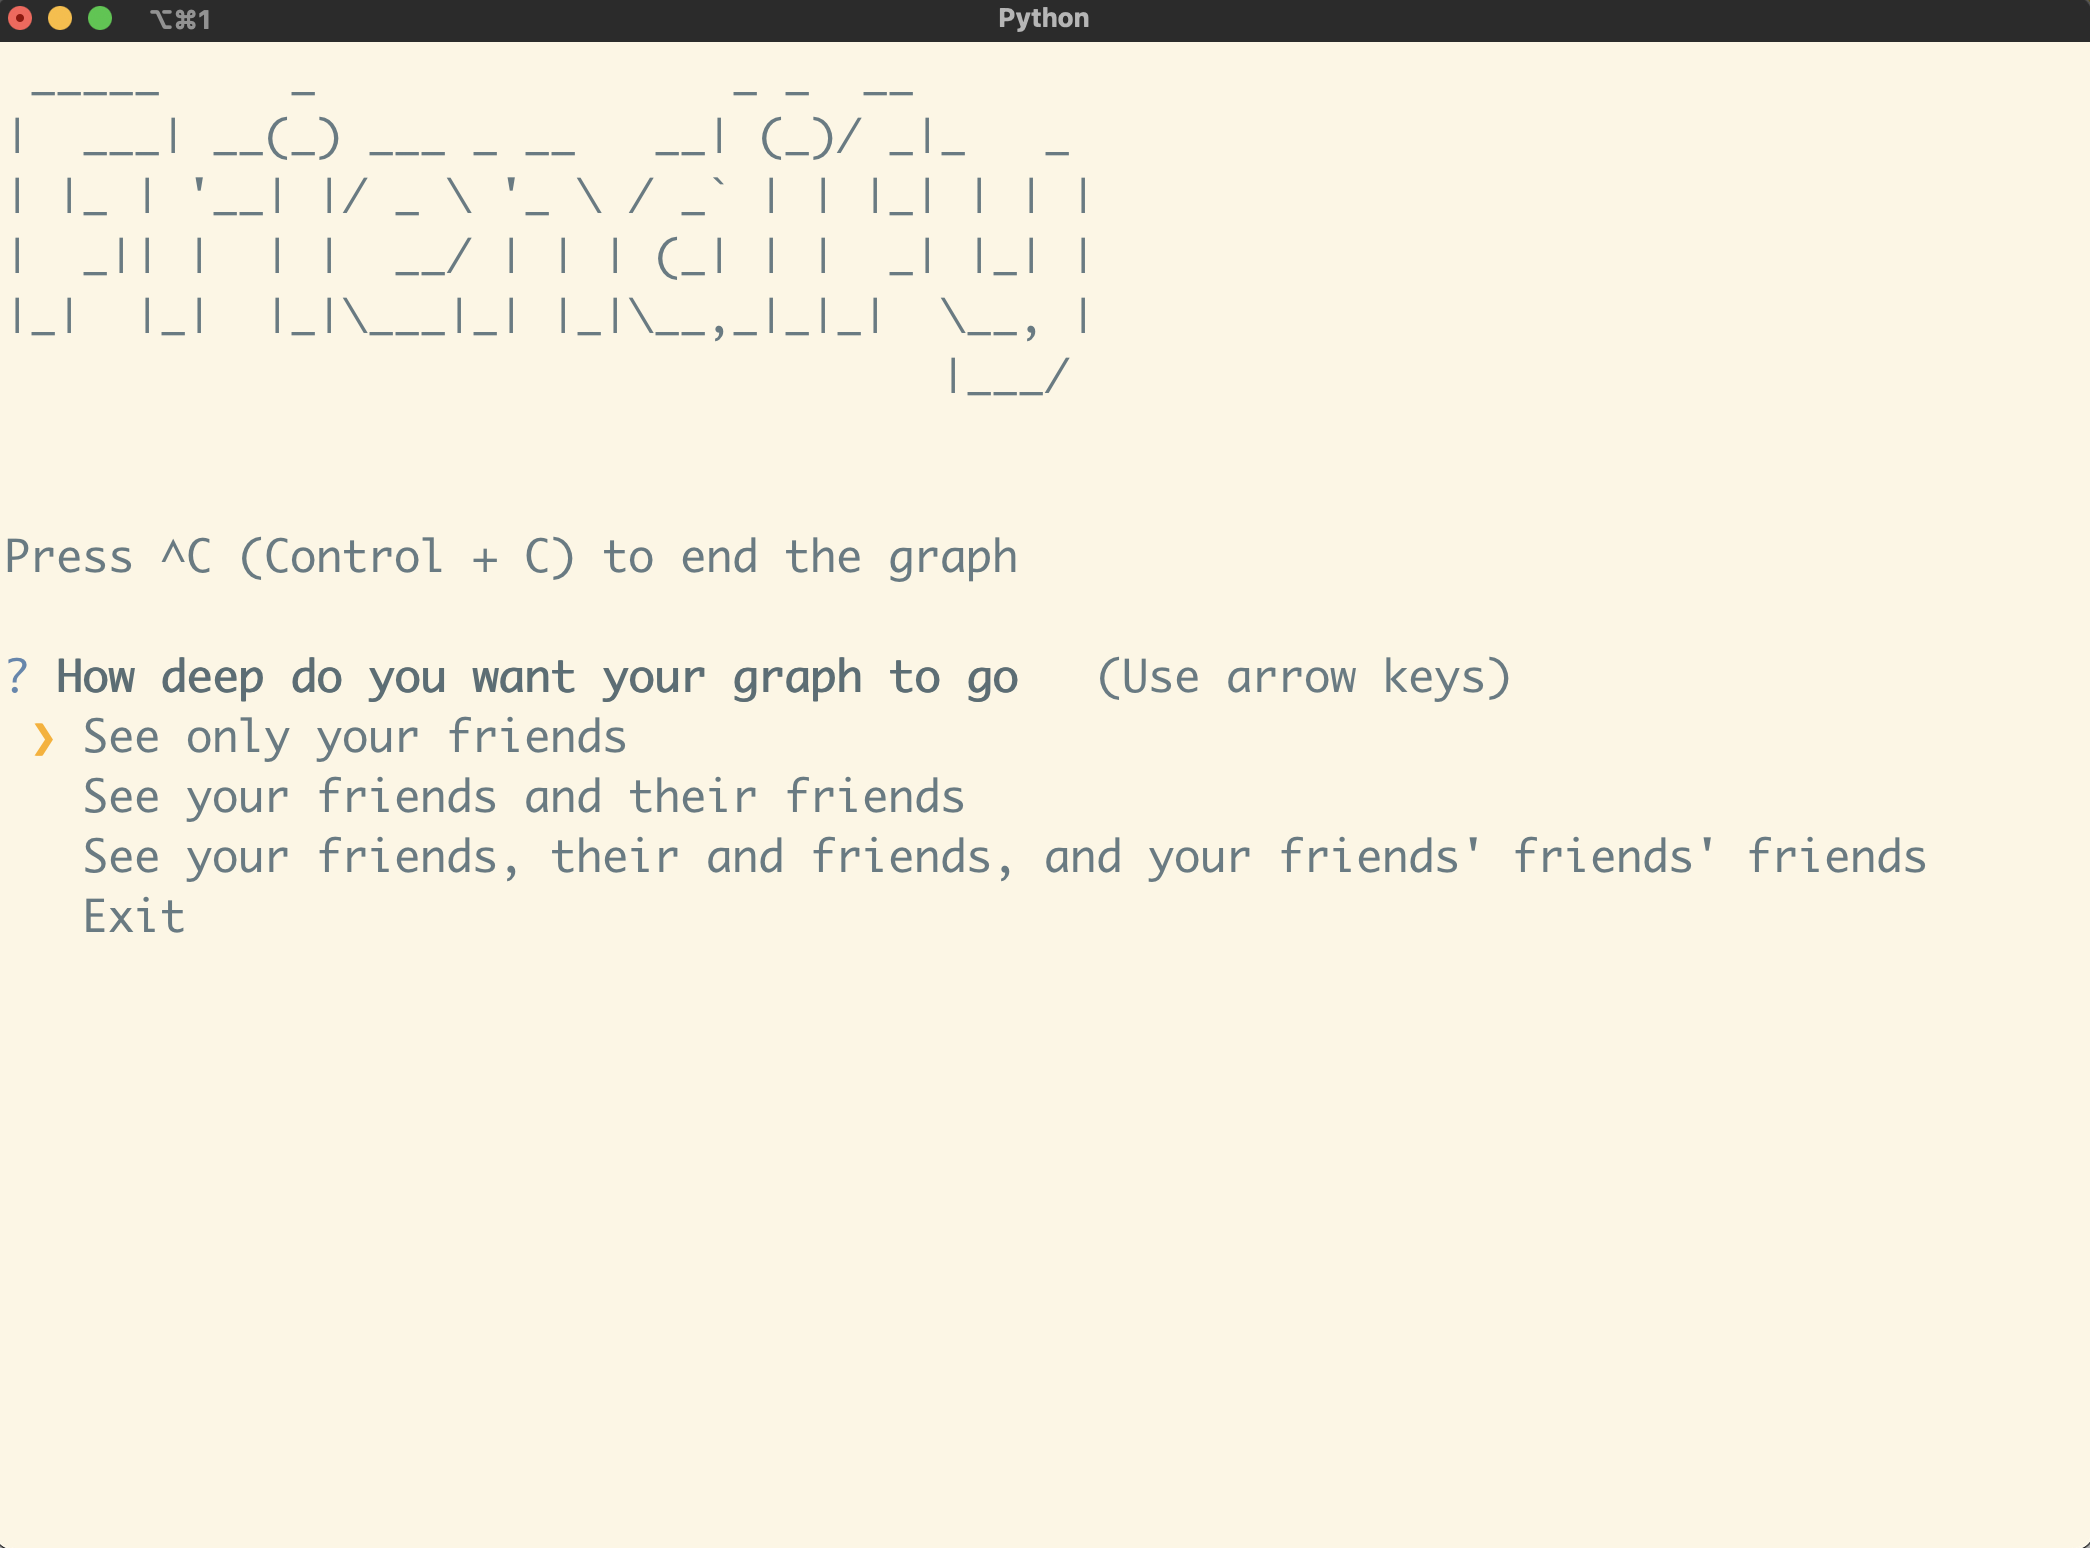 ⌥⌘1 Python
 _____     _                _ _  __
|  ___| __(_) ___ _ __   __| (_)/ _|_   _
| |_ | '__| |/ _ \ '_ \ / _` | | |_| | | |
|  _|| |  | |  __/ | | | (_| | |  _| |_| |
|_|  |_|  |_|\___|_| |_|\__,_|_|_|  \__, |
                                    |___/
Press ^C (Control + C) to end the graph
? How deep do you want your graph to go   (Use arrow keys)
 ❯ See only your friends
   See your friends and their friends
   See your friends, their and friends, and your friends' friends' friends
   Exit